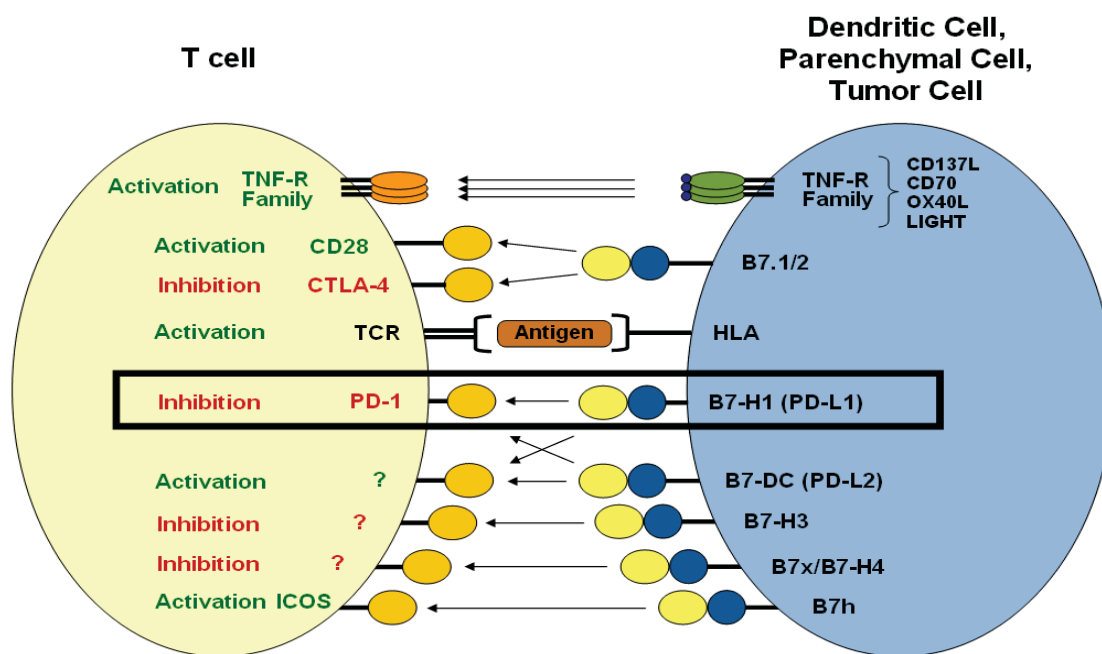 T cell
Dendritic Cell,
Parenchymal Cell,
Tumor Cell
Activation TNF-R
Family
TNF-R
Family
CD137L
CD70
OX40L
LIGHT
Activation CD28
Inhibition CTLA-4
B7.1/2
Activation TCR Antigen HLA
Inhibition PD-1 B7-H1 (PD-L1)
Activation ? B7-DC (PD-L2)
Inhibition ? B7-H3
Inhibition ? B7x/B7-H4
Activation ICOS B7h